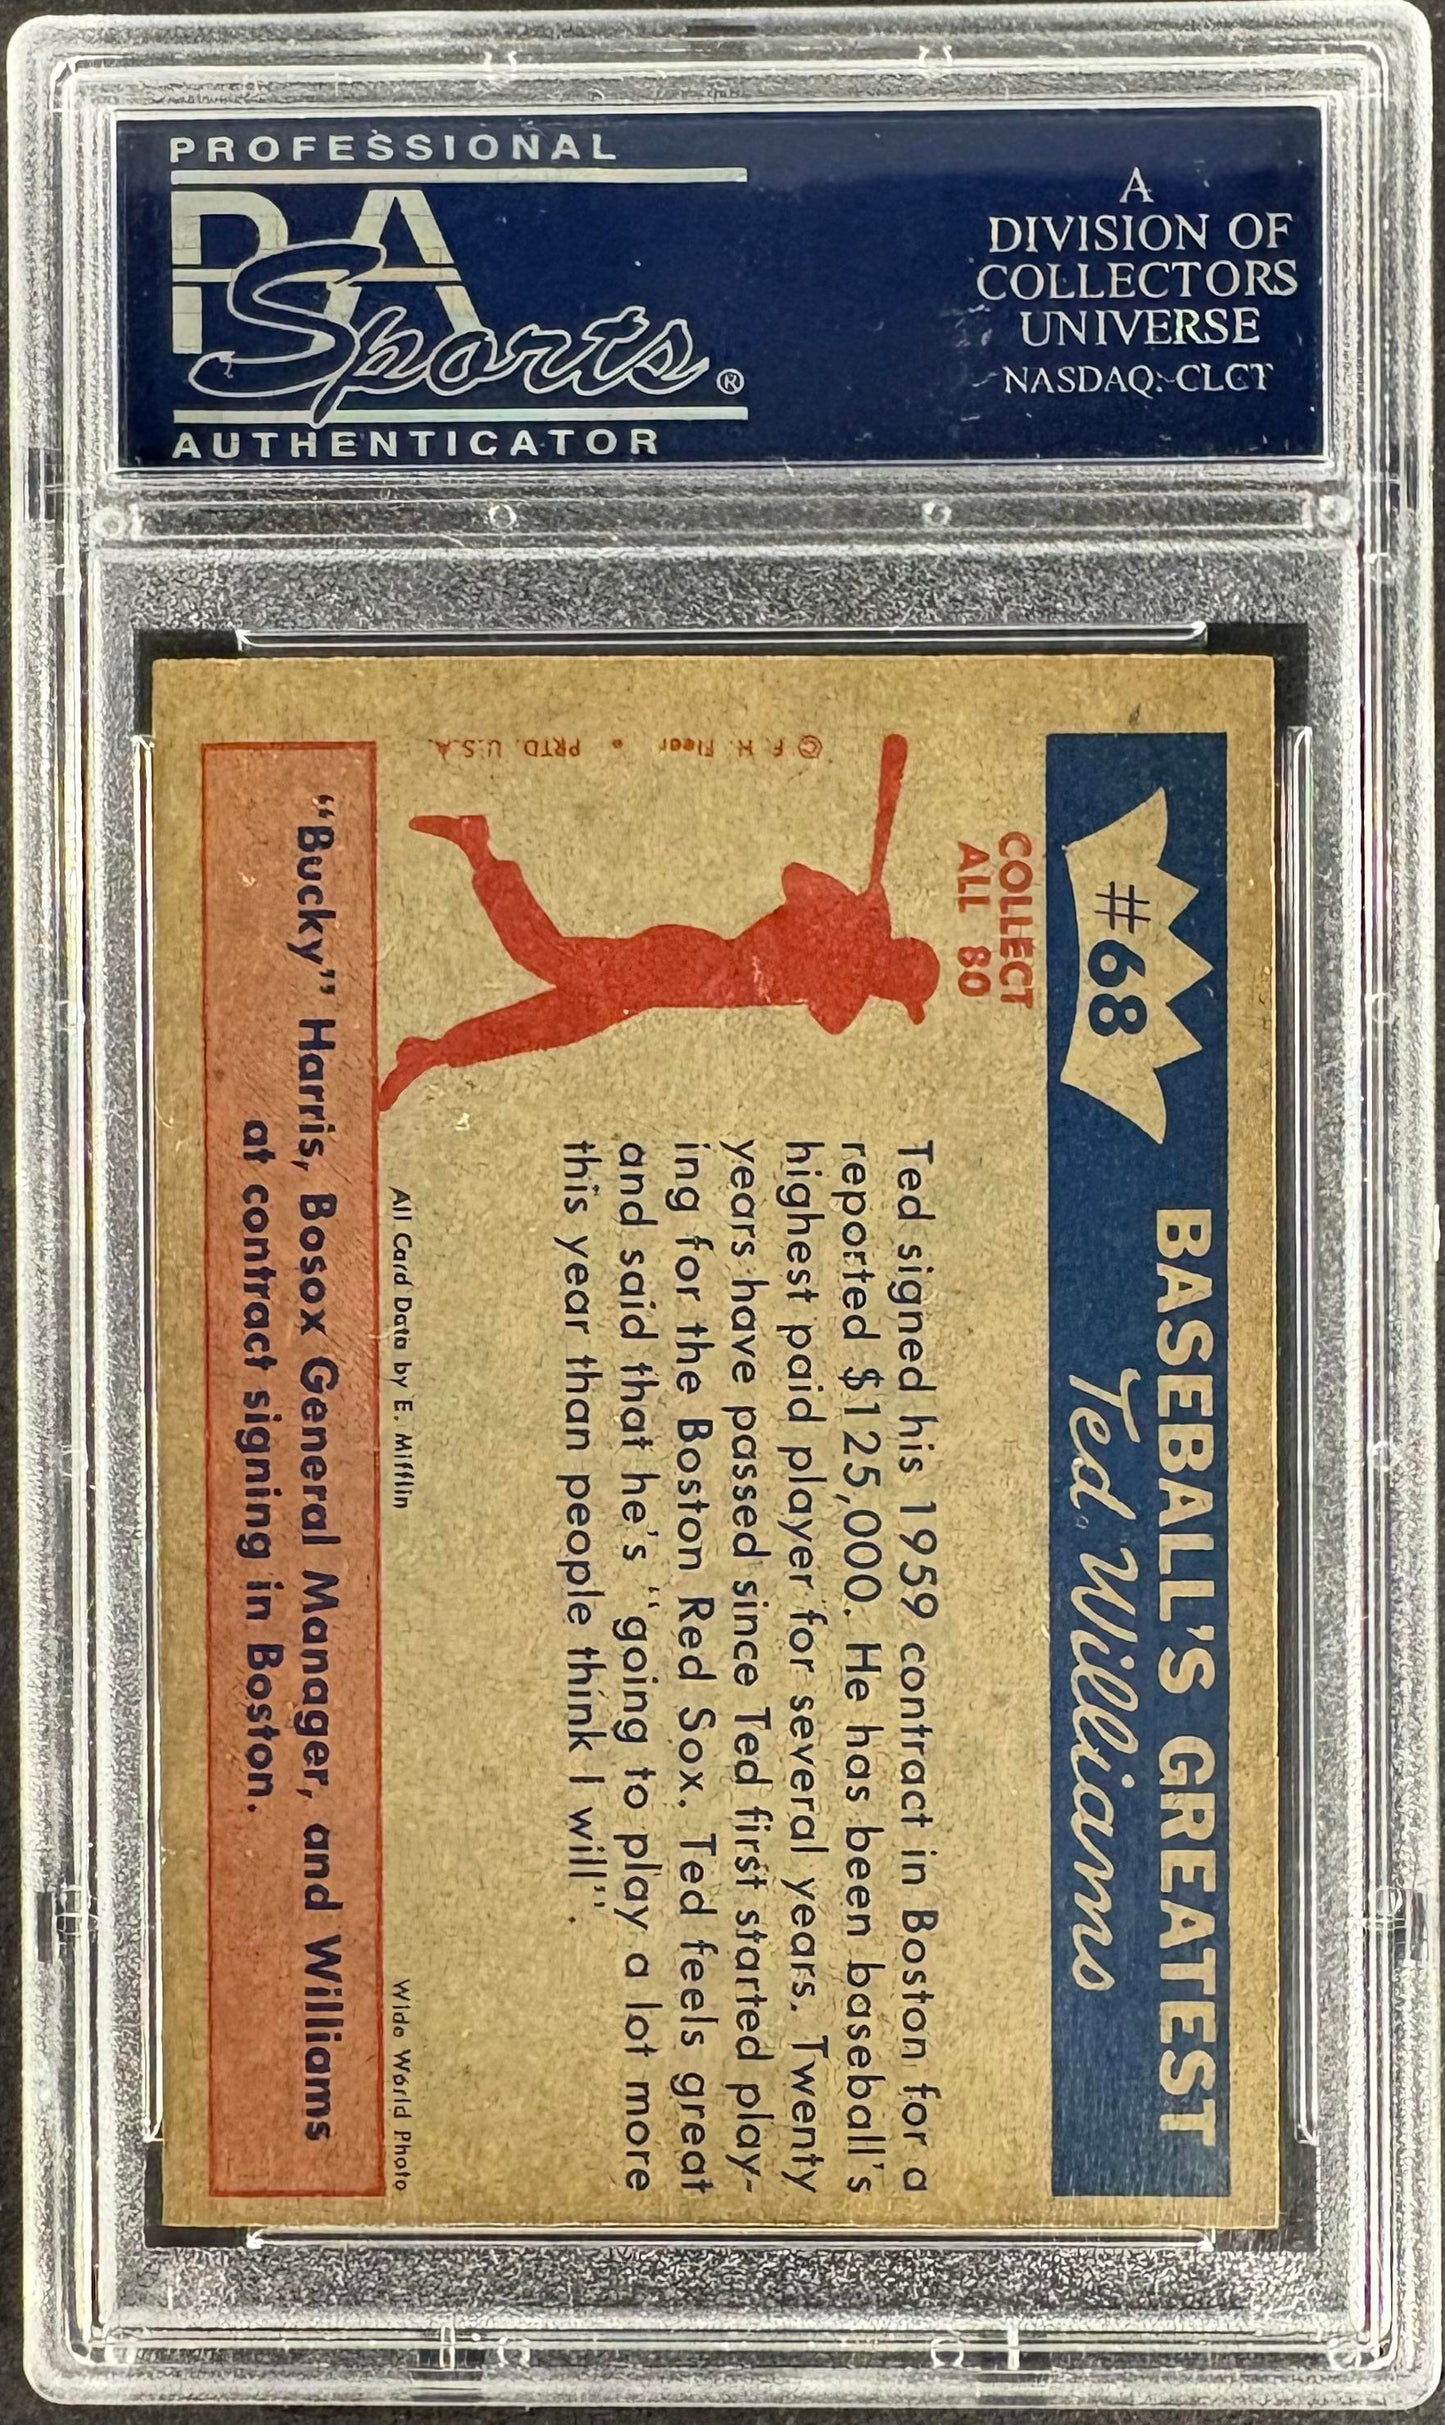 PROFESSIONAL
PSA
Sports®
AUTHENTICATOR
A
DIVISION OF
COLLECTORS
UNIVERSE
NASDAQ: CLCT
#68
BASEBALL'S GREATEST
Ted Williams
COLLECT
ALL 80
Ted signed his 1959 contract in Boston for a
reported $125,000. He has been baseball's
highest paid player for several years. Twenty
years have passed since Ted first started play-
ing for the Boston Red Sox. Ted feels great
and said that he's "going to play a lot more
this year than people think I will".
© F. H. Fleer • PRTD. U.S.A.
All Card Data by E. Mifflin
Wide World Photo
"Bucky" Harris, Bosox General Manager, and Williams
at contract signing in Boston.